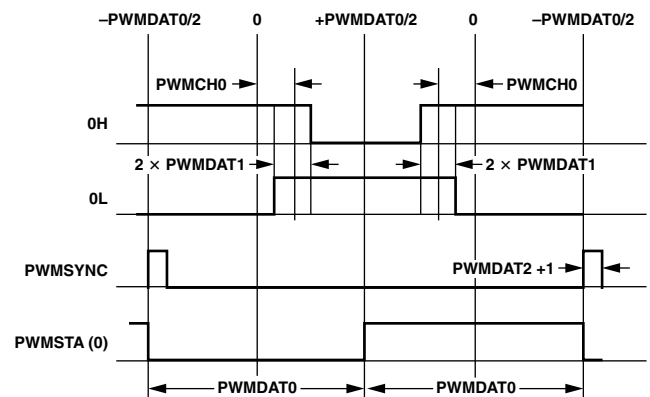 –PWMDAT0/2 0 +PWMDAT0/2 0 –PWMDAT0/2
PWMCH0 PWMCH0
0H
2 × PWMDAT1 2 × PWMDAT1
0L
PWMSYNC PWMDAT2 +1
PWMSTA (0)
PWMDAT0 PWMDAT0